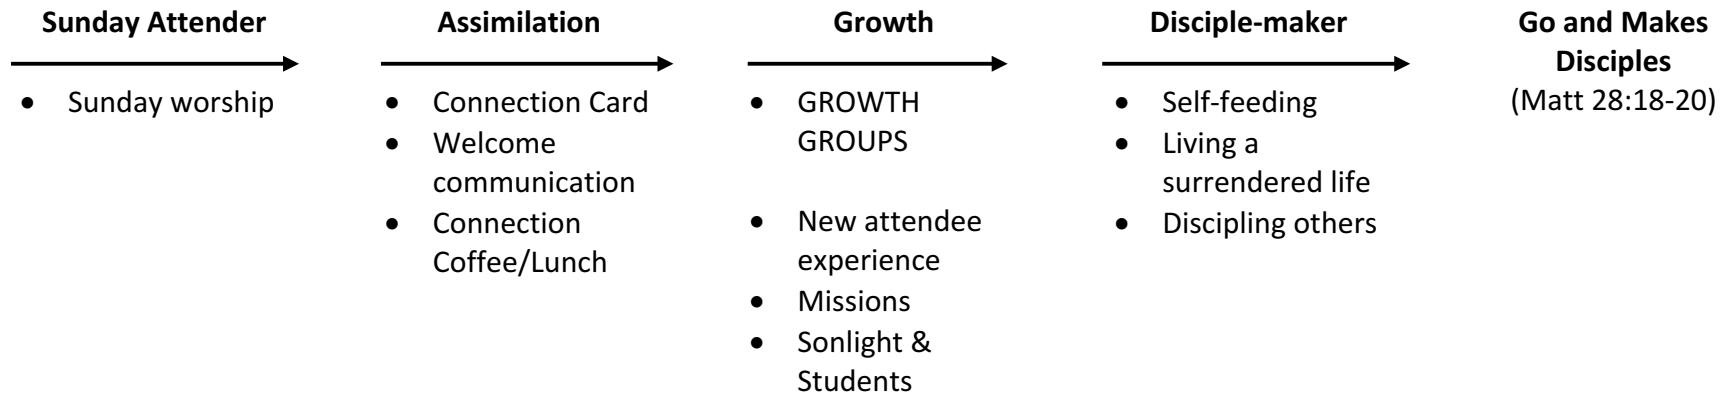 Sunday Attender
• Sunday worship
Assimilation
• Connection Card
• Welcome
communication
• Connection
Coffee/Lunch
Growth
• GROWTH
GROUPS
• New attendee
experience
• Missions
• Sonlight &
Students
Disciple-maker
• Self-feeding
• Living a
surrendered life
• Discipling others
Go and Makes
Disciples
(Matt 28:18-20)